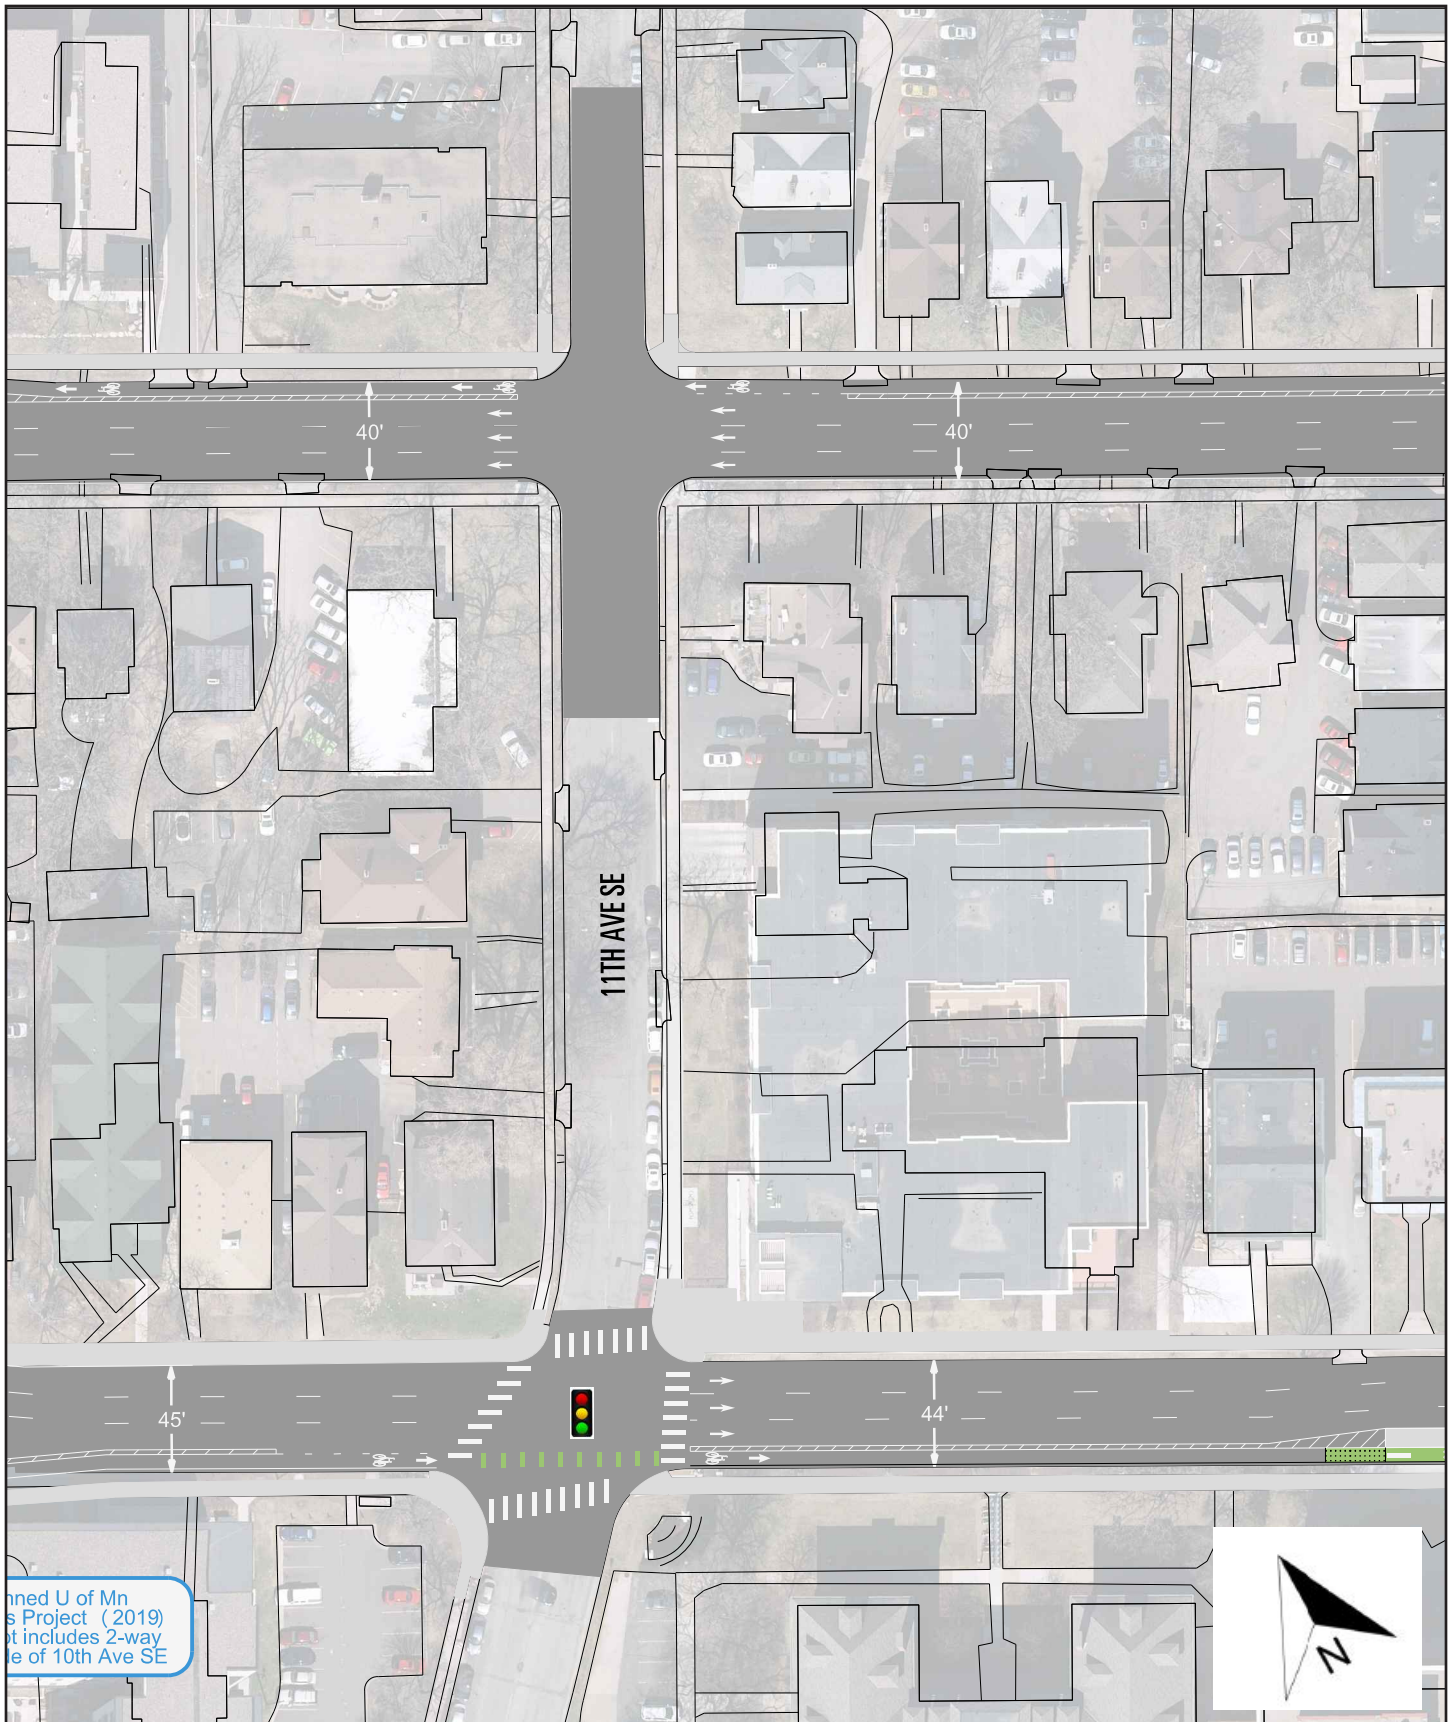 40'
40'
11TH AVE SE
45'
44'
nned U of Mn
s Project ( 2019)
ot includes 2-way
le of 10th Ave SE
N